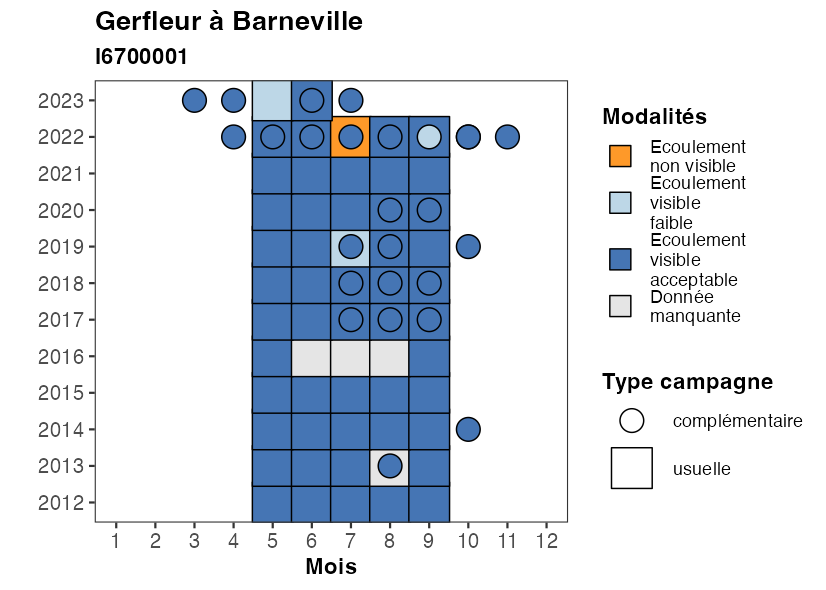 Gerfleur à Barneville
I6700001
2023
2022
2021
2020
2019
2018
2017
2016
2015
2014
2013
2012
1 2 3 4 5 6 7 8 9 10 11 12
Mois
Modalités
Ecoulement
non visible
Ecoulement
visible
faible
Ecoulement
visible
acceptable
Donnée
manquante
Type campagne
complémentaire
usuelle